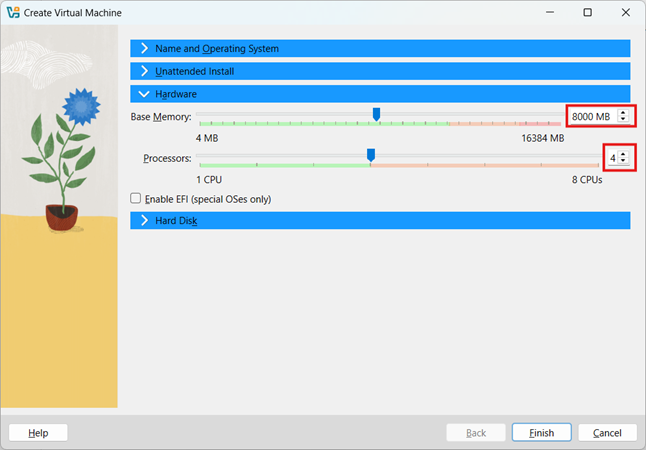 Create Virtual Machine
Name and Operating System
Unattended Install
Hardware
Base Memory: 8000 MB
4 MB 16384 MB
Processors: 4
1 CPU 8 CPUs
Enable EFI (special OSes only)
Hard Disk
Help Back Finish Cancel